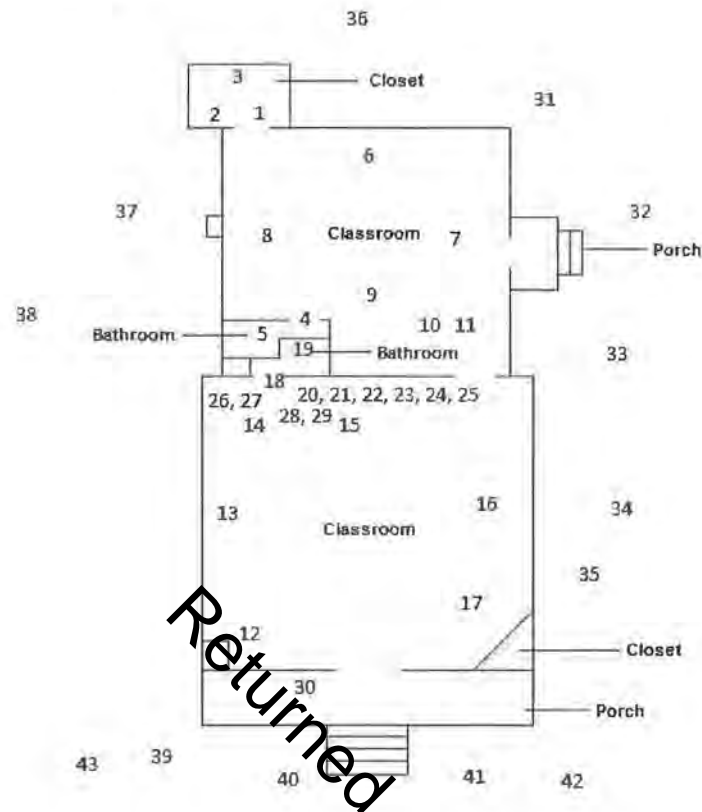 36
3 Closet
31
2 1
6
37
32
8 Classroom 7
Porch
9
38
4
10 11
Bathroom 5
19 Bathroom
33
18
26, 27 20, 21, 22, 23, 24, 25
28, 29
14 15
13
16
34
Classroom
35
17
12
Closet
Returned
30
Porch
39
43
40
41
42